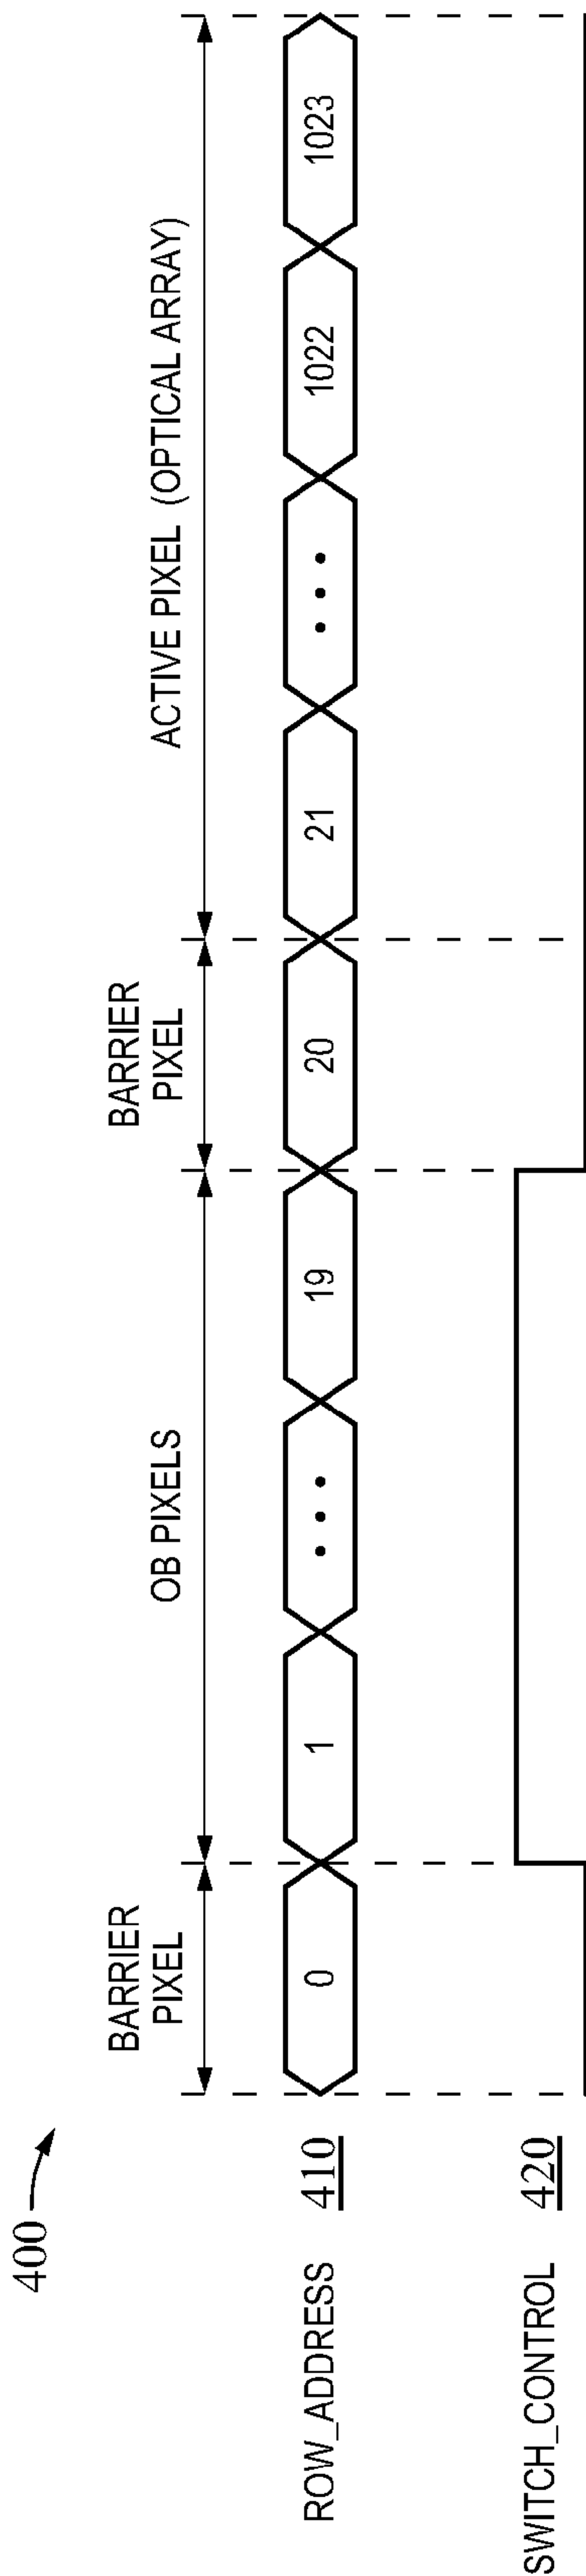 400
BARRIER
PIXEL
OB PIXELS
BARRIER
PIXEL
ACTIVE PIXEL (OPTICAL ARRAY)
ROW_ADDRESS 410
0 1 ••• 19 20 21 ••• 1022 1023
SWITCH_CONTROL 420